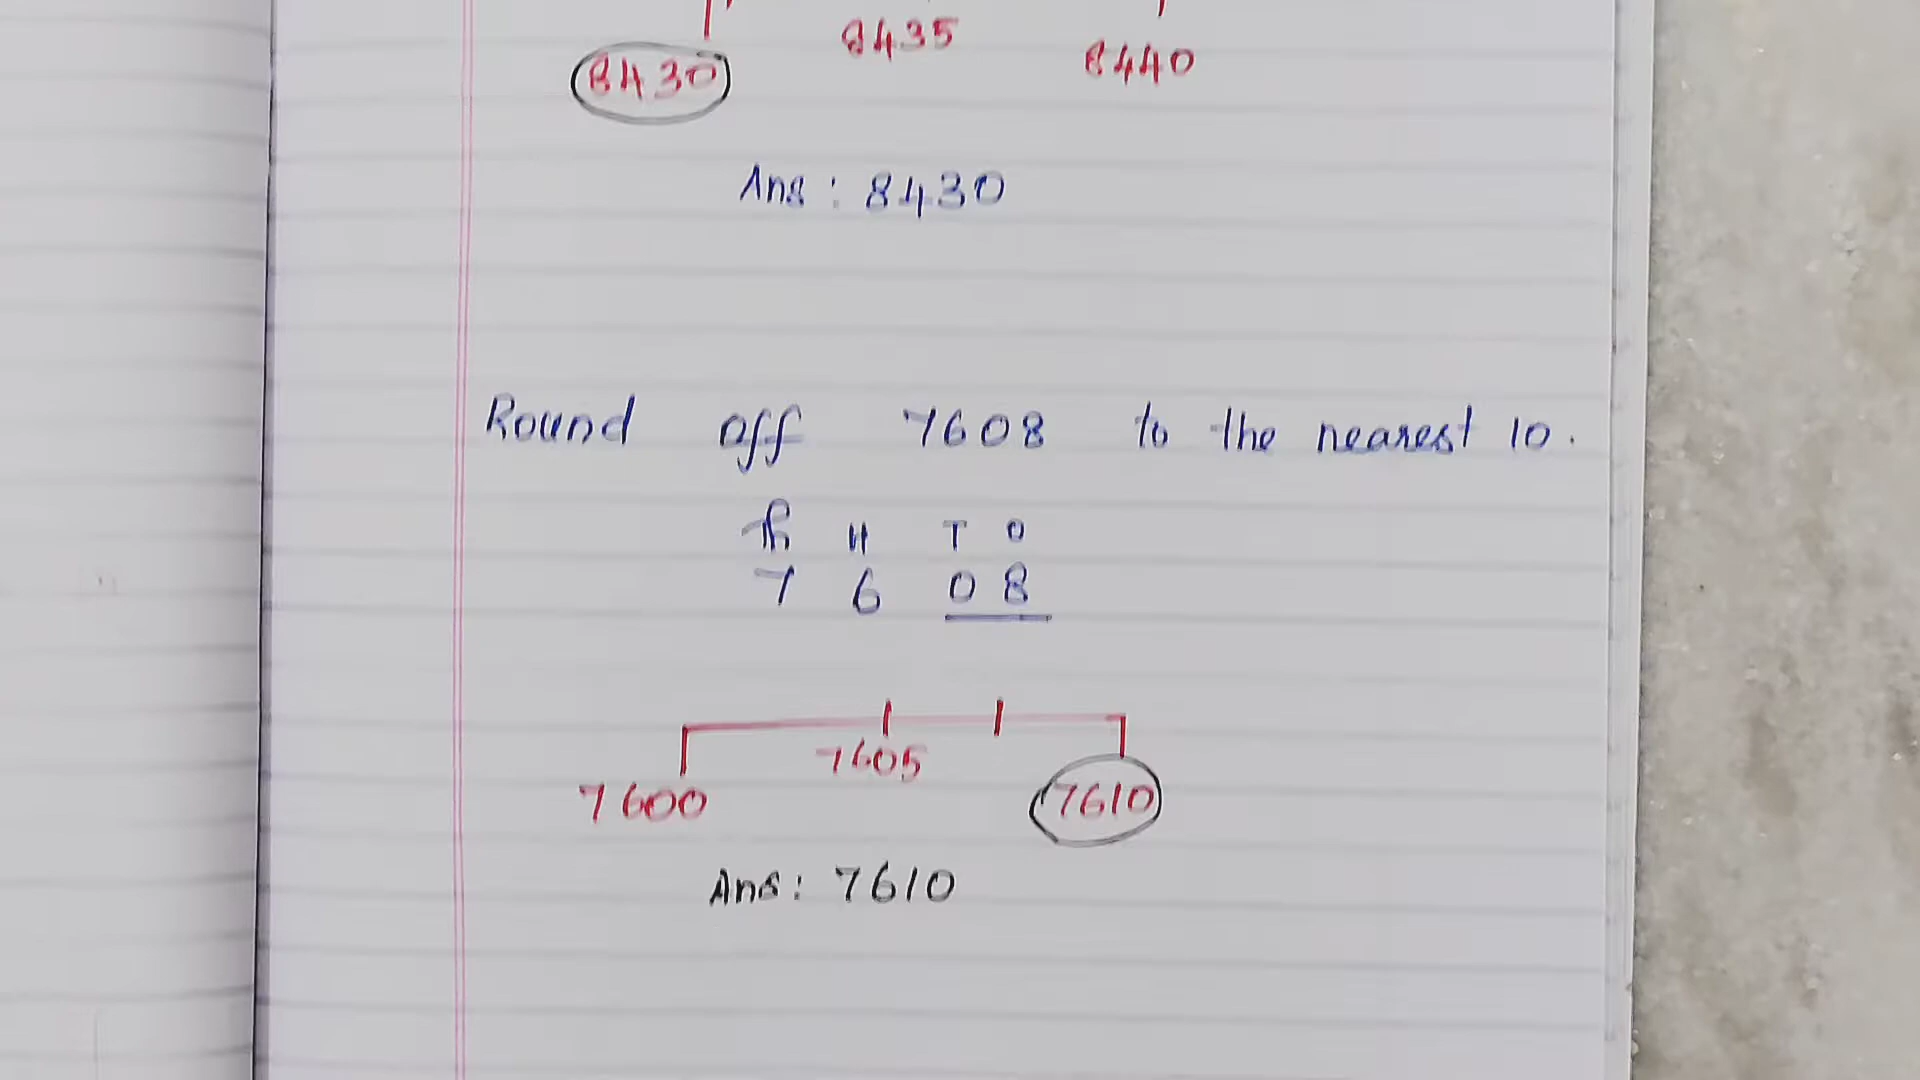 8435
8430 8440
Ans : 8430
Round off 7608 to the nearest 10.
Th H T O
7 6 0 8
7605
7600 7610
Ans: 7610